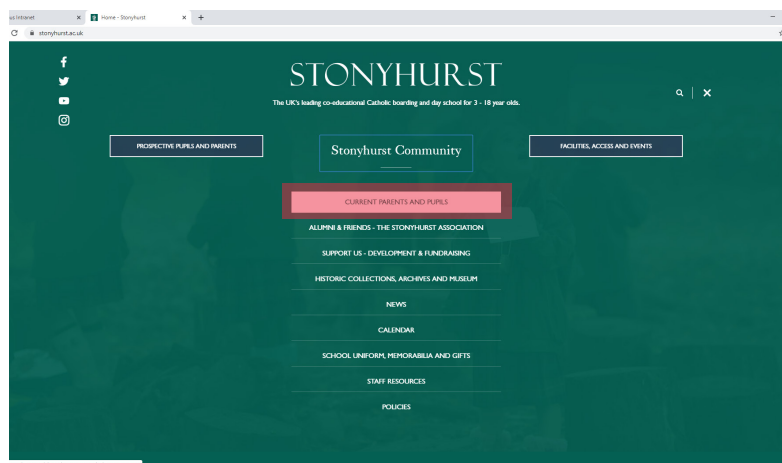 us Intranet
Home - Stonyhurst
stonyhurst.ac.uk
STONYHURST
The UK's leading co-educational Catholic boarding and day school for 3 - 18 year olds.
PROSPECTIVE PUPILS AND PARENTS
Stonyhurst Community
FACILITIES, ACCESS AND EVENTS
CURRENT PARENTS AND PUPILS
ALUMNI & FRIENDS - THE STONYHURST ASSOCIATION
SUPPORT US - DEVELOPMENT & FUNDRAISING
HISTORIC COLLECTIONS, ARCHIVES AND MUSEUM
NEWS
CALENDAR
SCHOOL UNIFORM, MEMORABILIA AND GIFTS
STAFF RESOURCES
POLICIES